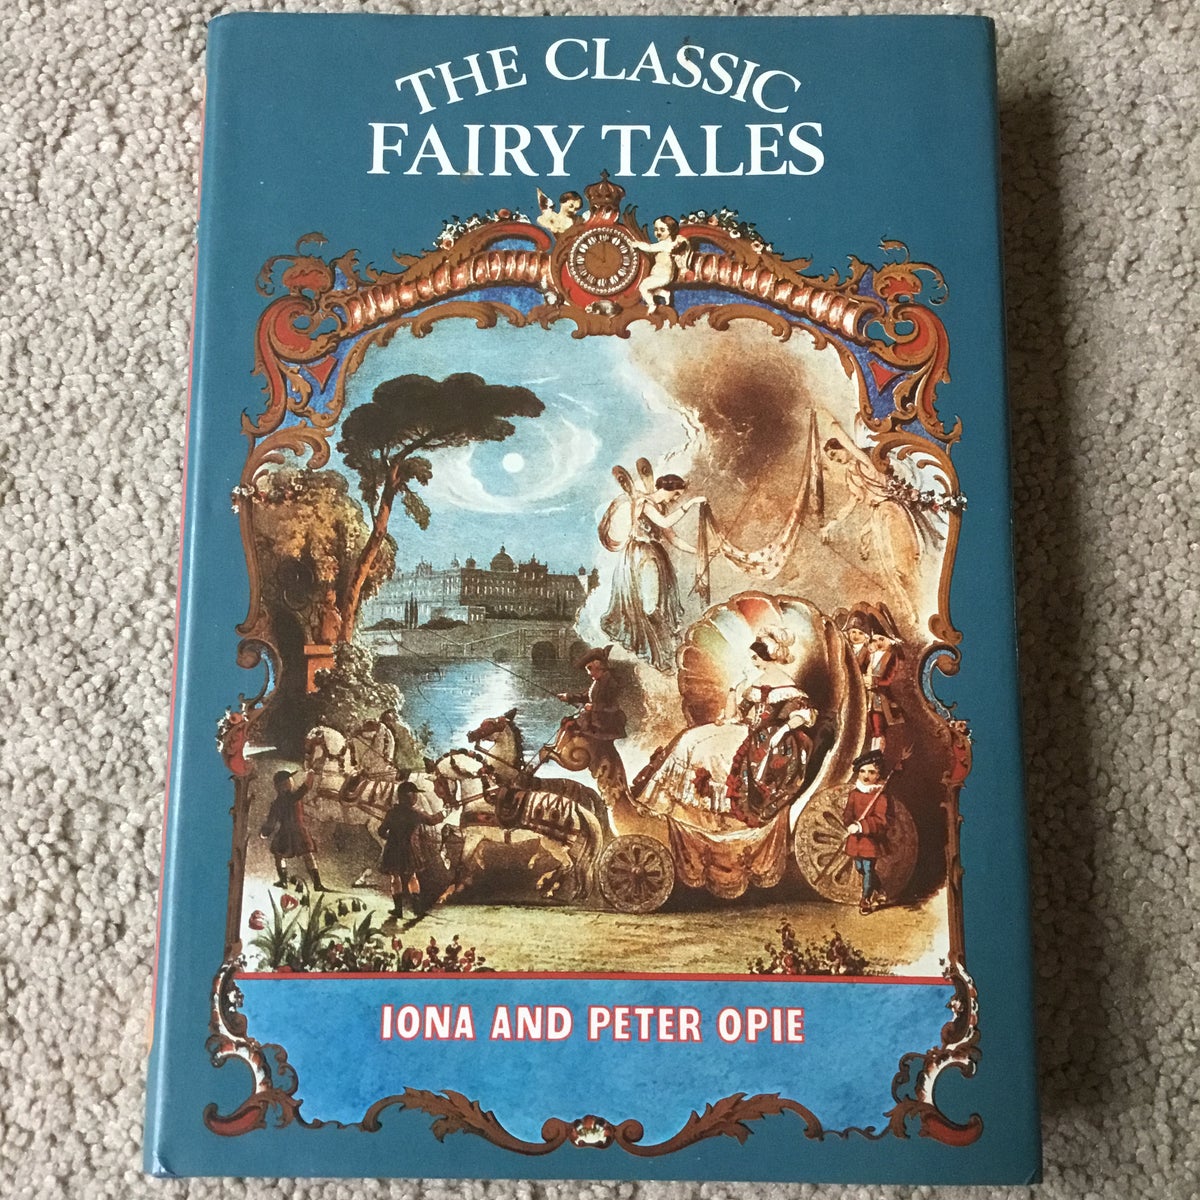 THE CLASSIC
FAIRY TALES
IONA AND PETER OPIE